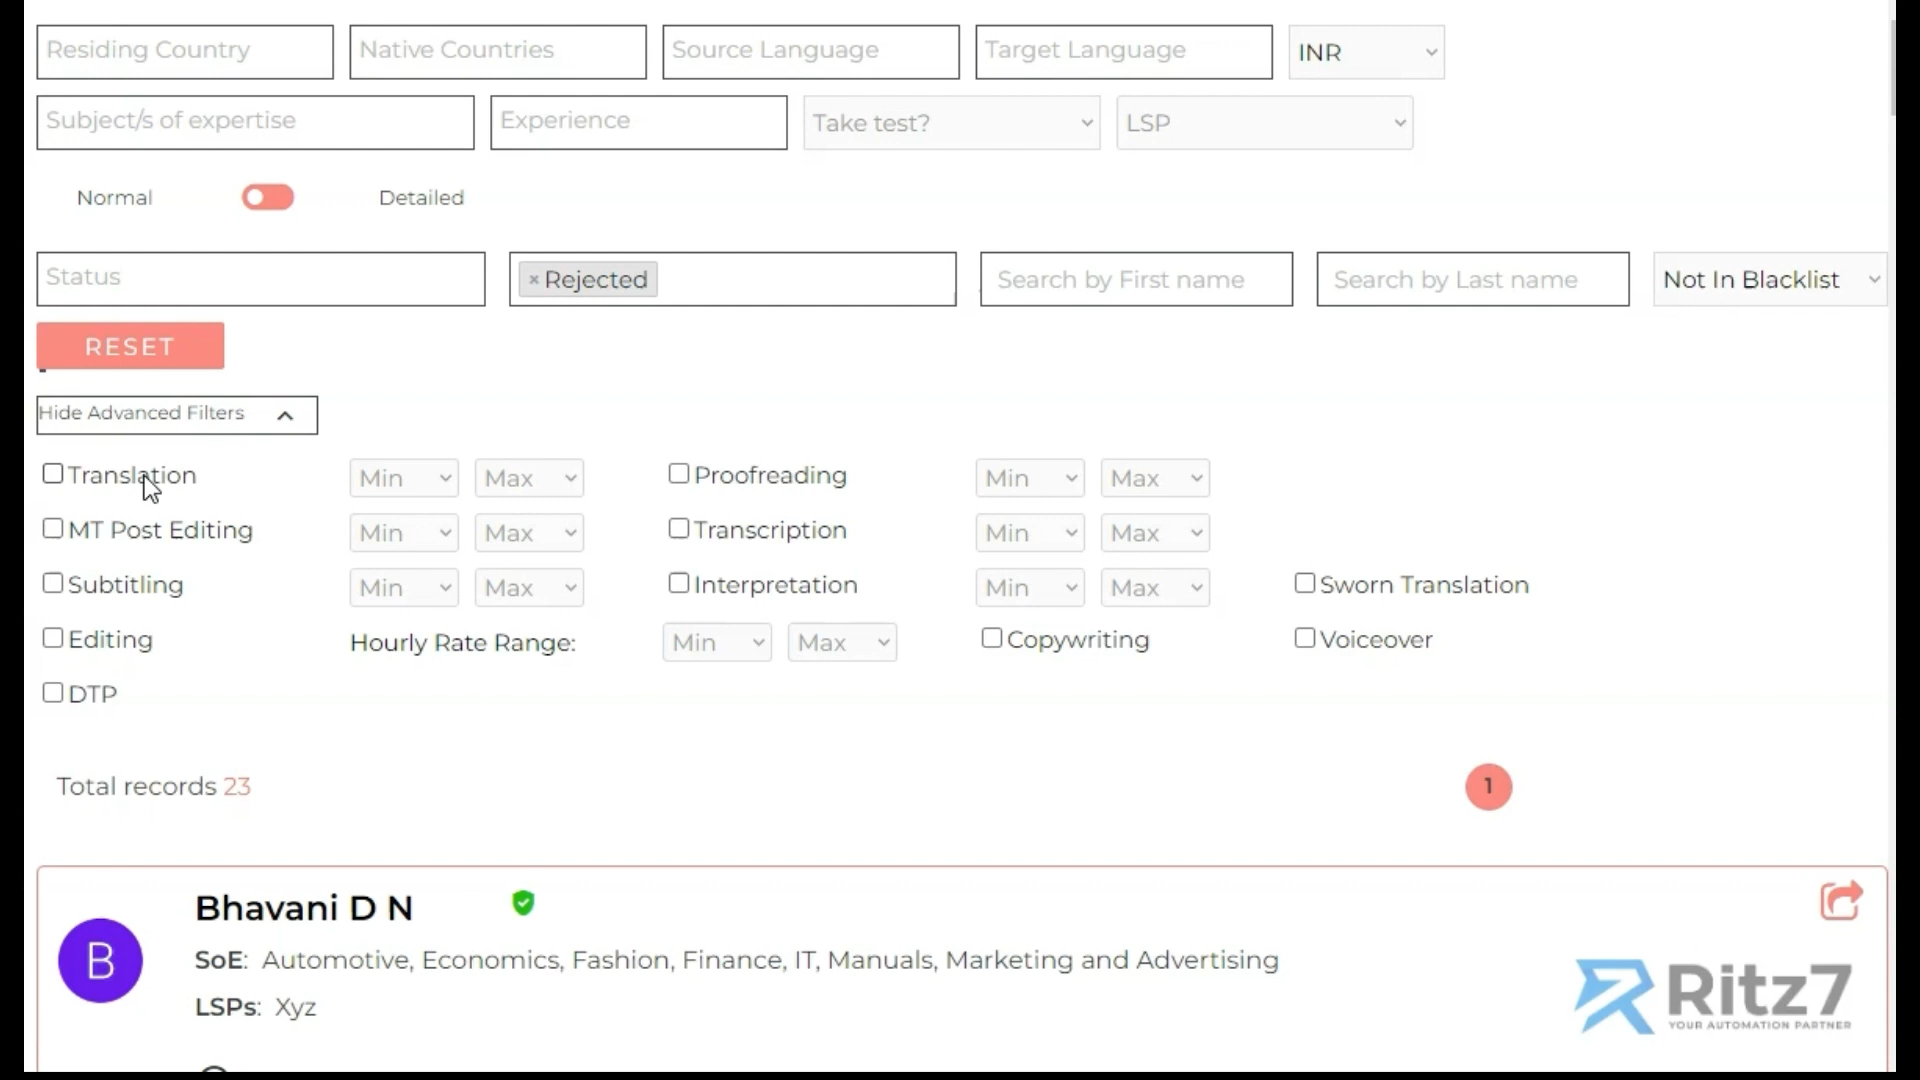 Residing Country Native Countries Source Language Target Language INR
Subject/s of expertise Experience Take test? LSP
Normal Detailed
Status × Rejected Search by First name Search by Last name Not In Blacklist
RESET
Hide Advanced Filters
Translation Min Max Proofreading Min Max
MT Post Editing Min Max Transcription Min Max
Subtitling Min Max Interpretation Min Max Sworn Translation
Editing Hourly Rate Range: Min Max Copywriting Voiceover
DTP
Total records 23 1
Bhavani D N
B
SoE: Automotive, Economics, Fashion, Finance, IT, Manuals, Marketing and Advertising
LSPs: Xyz
Ritz7
YOUR AUTOMATION PARTNER